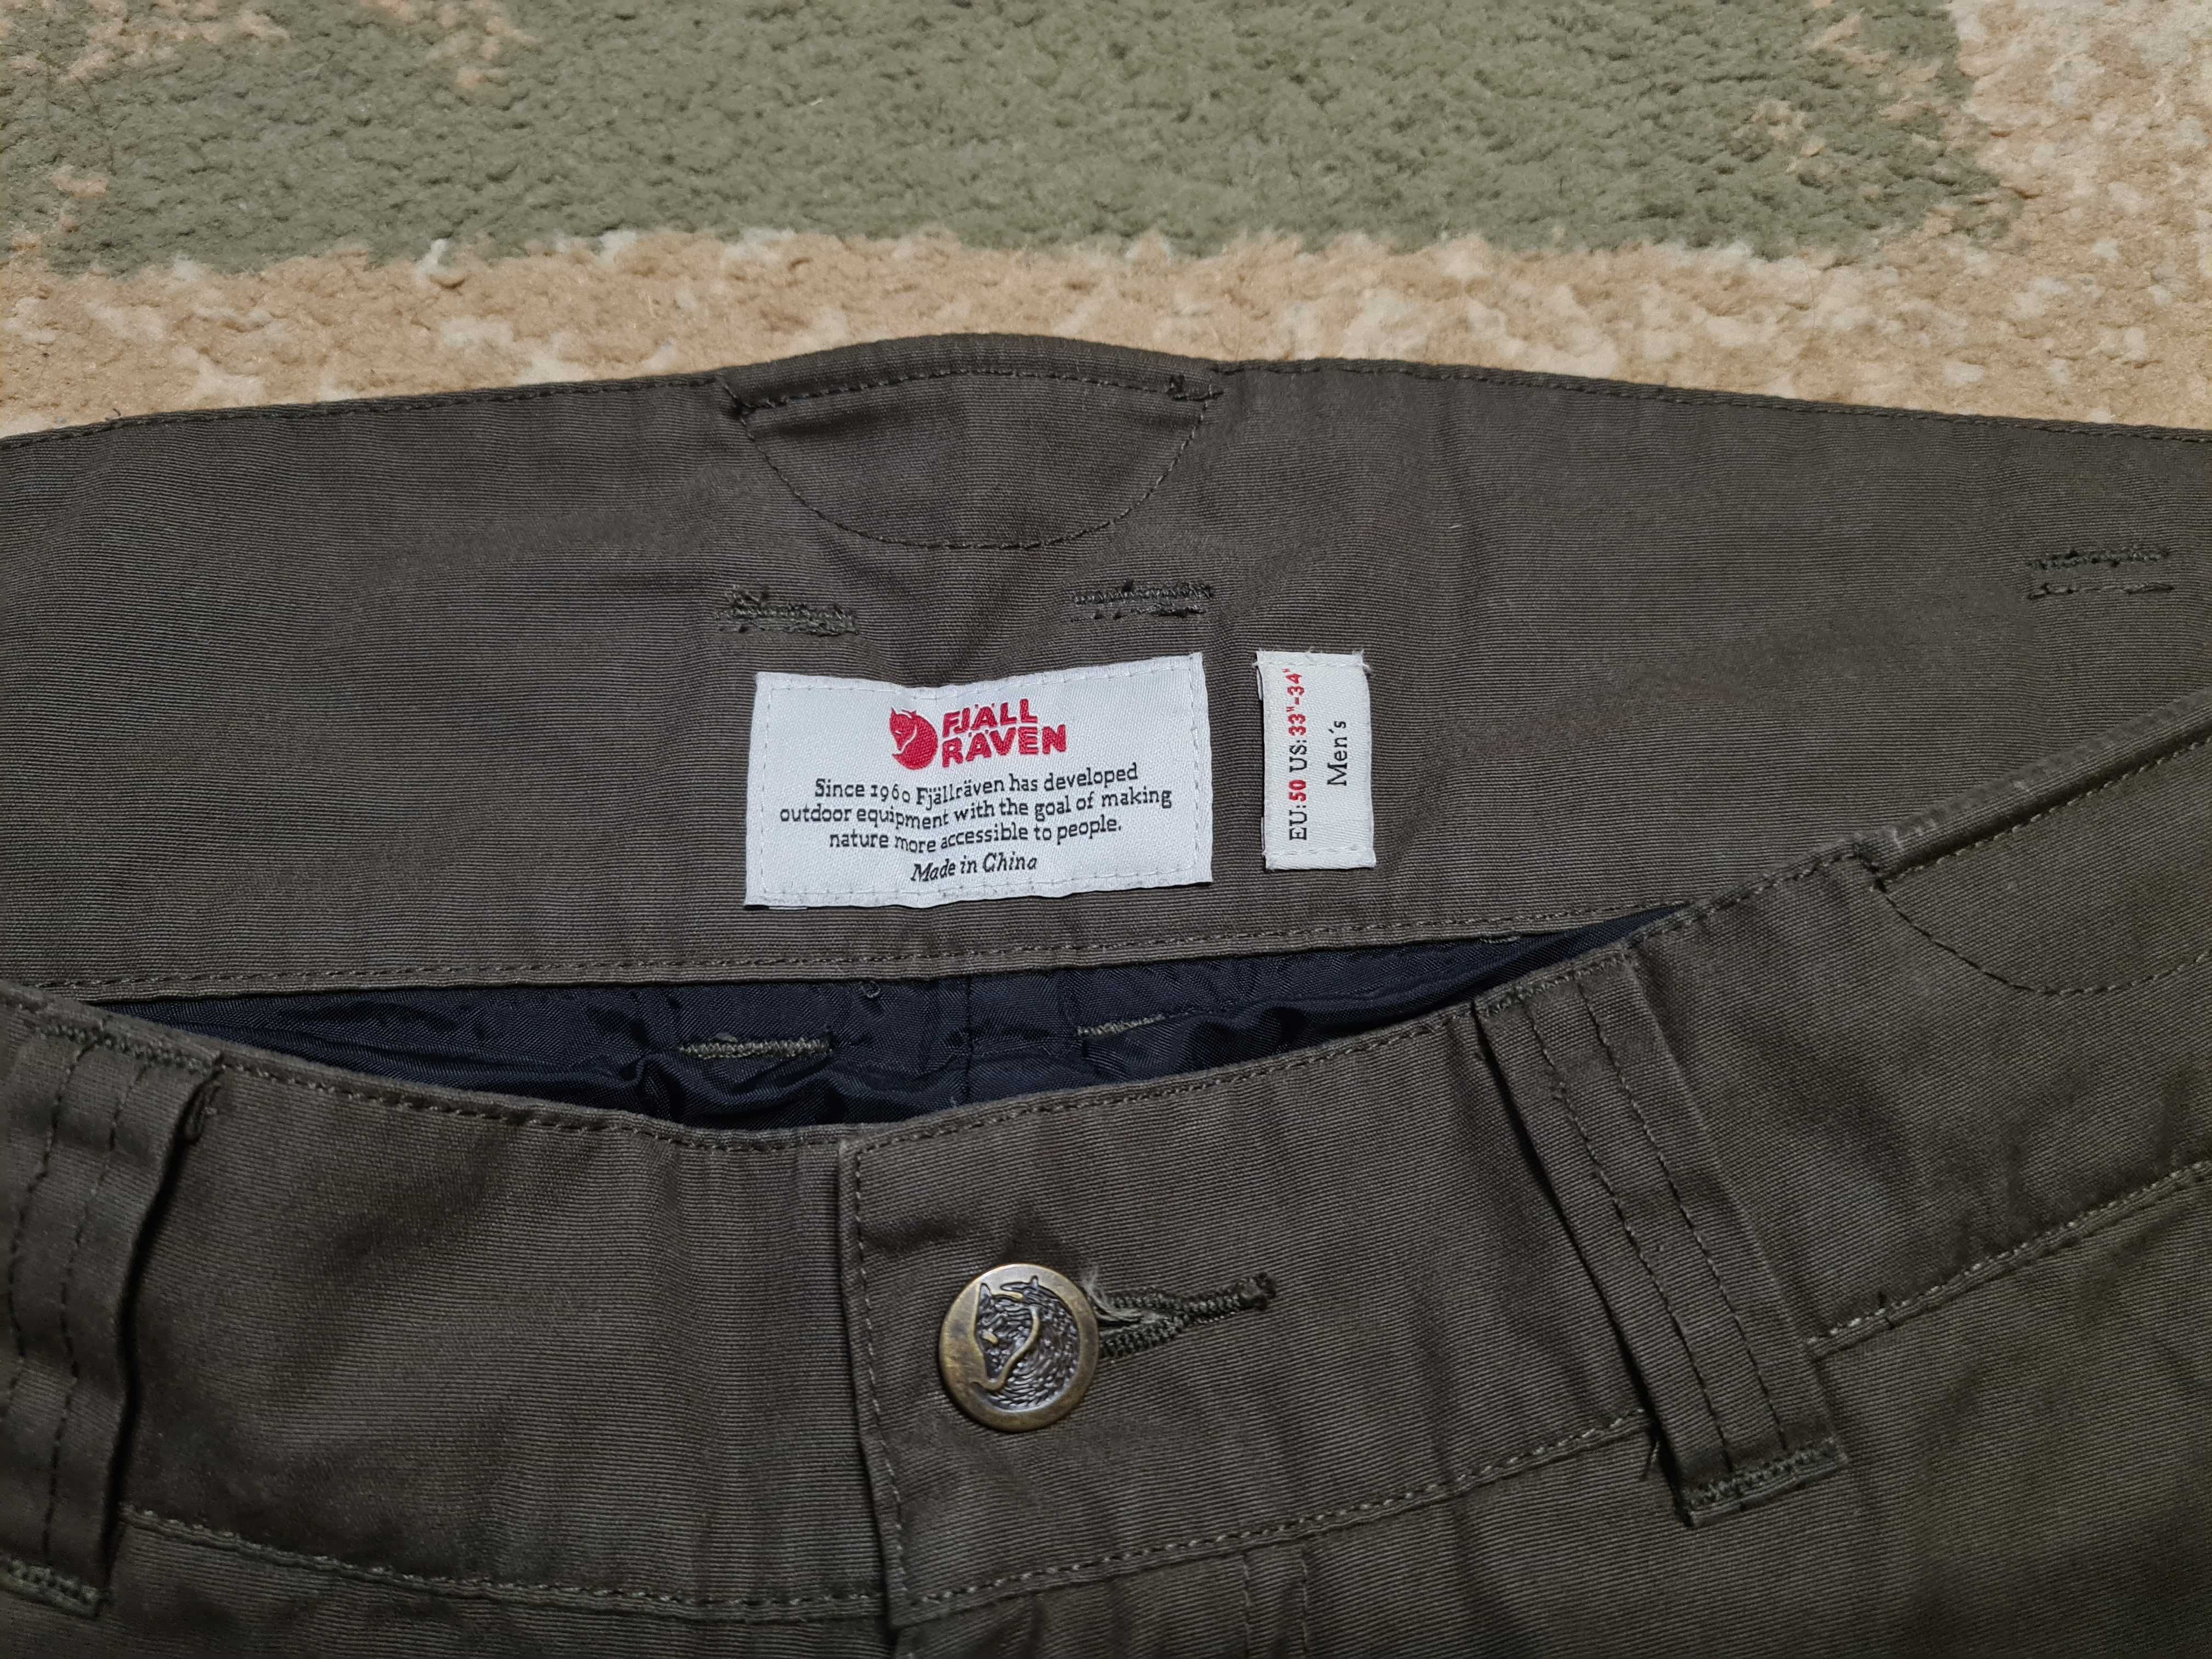 FJÄLL
RÄVEN
Since 1960 Fjällräven has developed
outdoor equipment with the goal of making
nature more accessible to people.
Made in China
EU:50 US:33"-34"
Men's